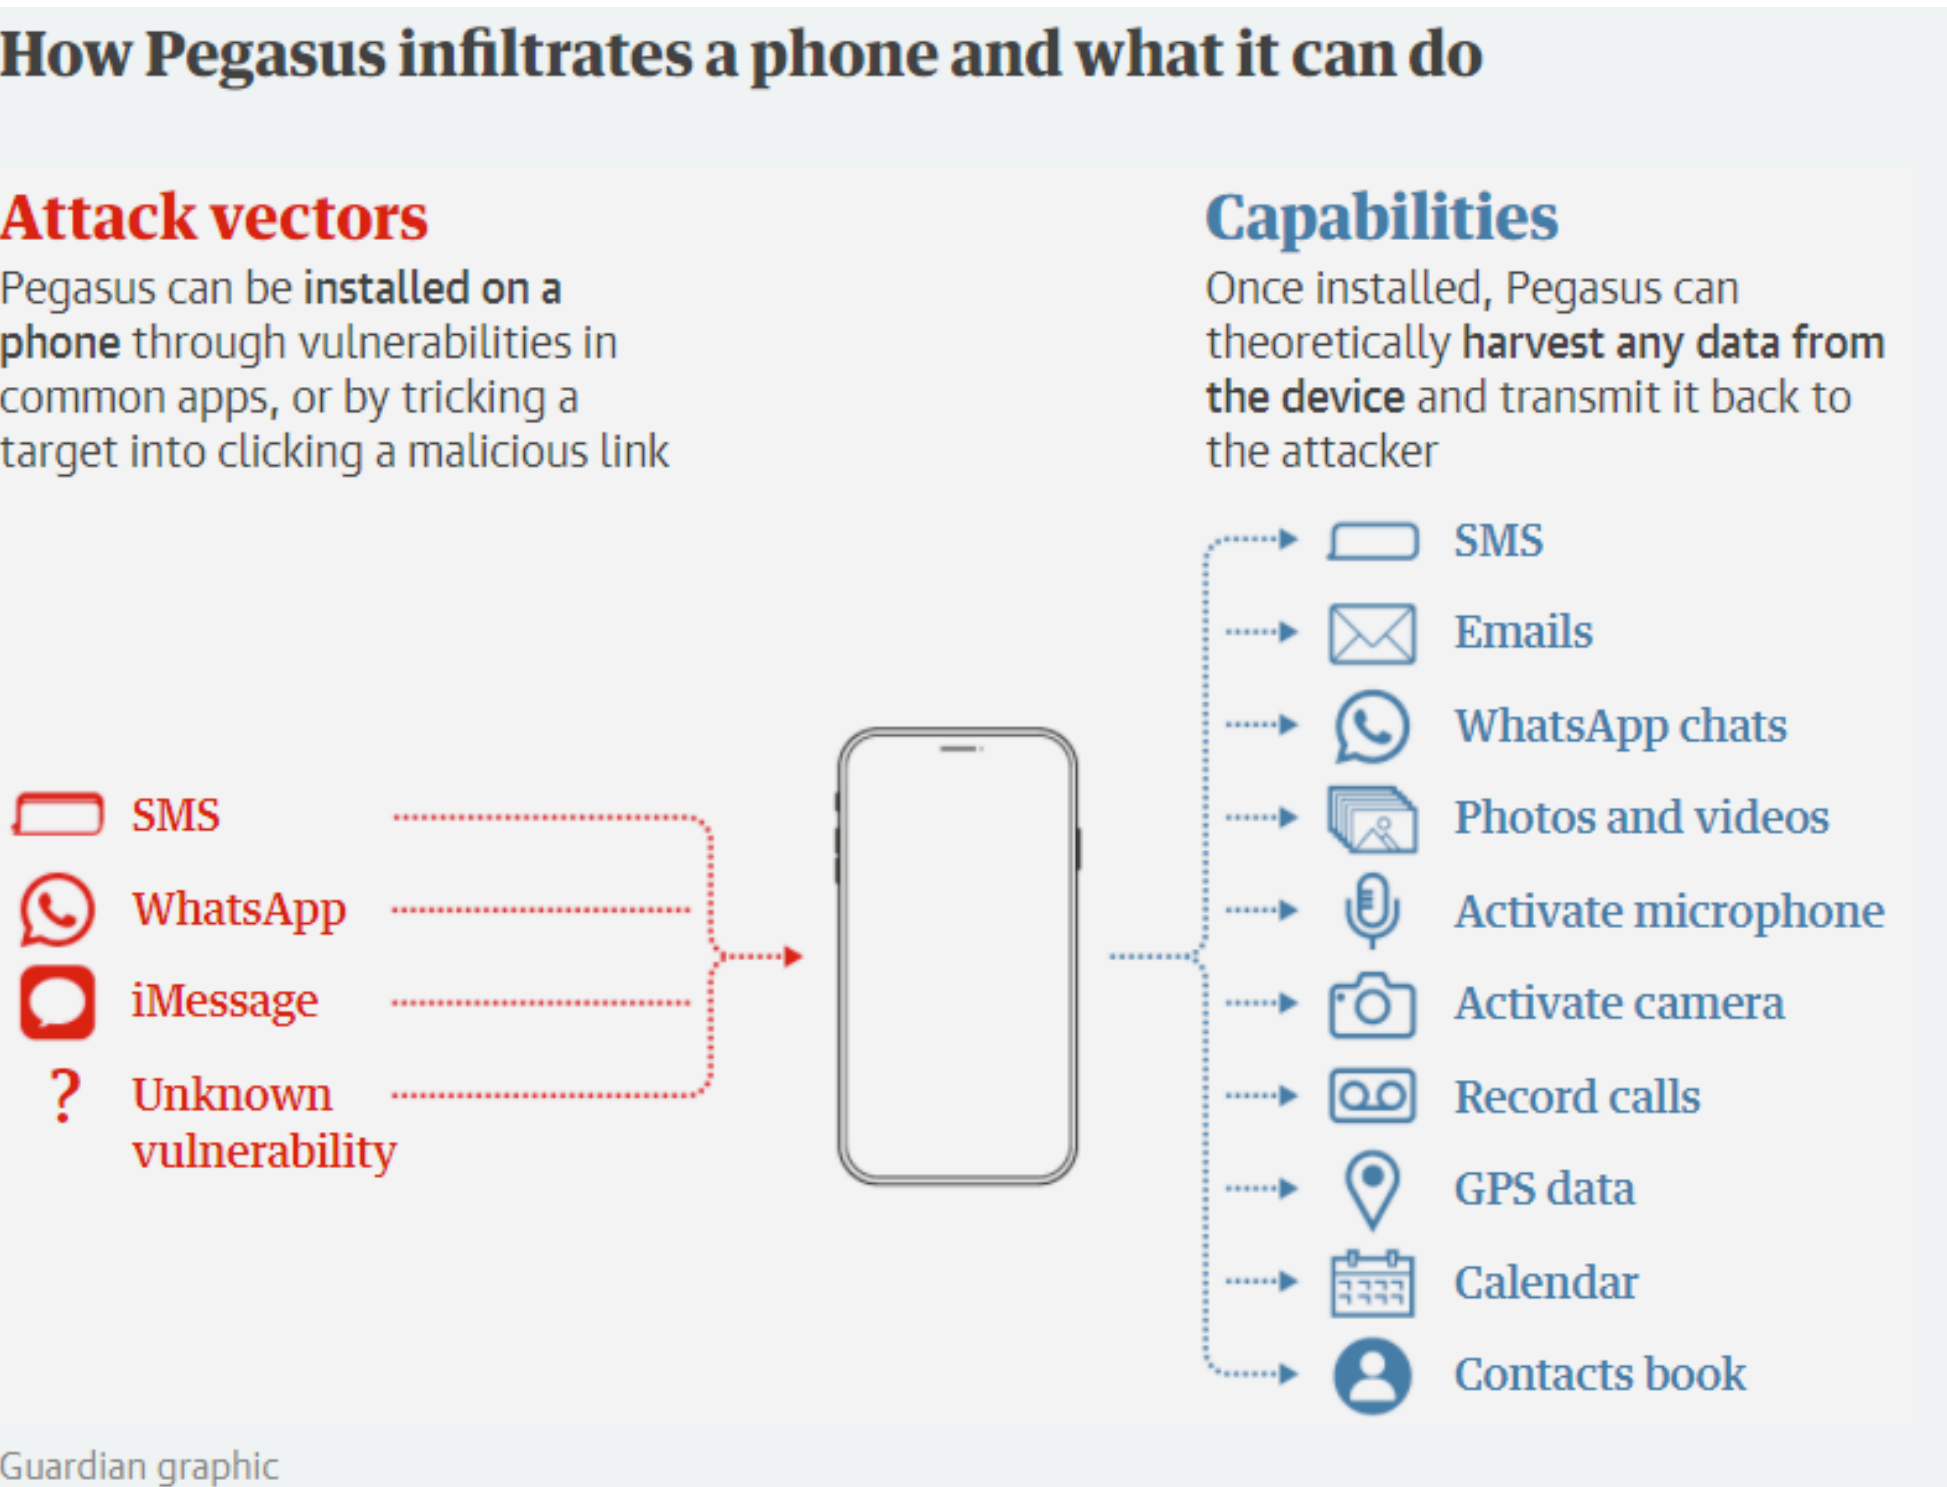 How Pegasus infiltrates a phone and what it can do
Attack vectors
Pegasus can be installed on a
phone through vulnerabilities in
common apps, or by tricking a
target into clicking a malicious link
SMS
WhatsApp
iMessage
?
Unknown
vulnerability
Capabilities
Once installed, Pegasus can
theoretically harvest any data from
the device and transmit it back to
the attacker
SMS
Emails
WhatsApp chats
Photos and videos
Activate microphone
Activate camera
Record calls
GPS data
Calendar
Contacts book
Guardian graphic